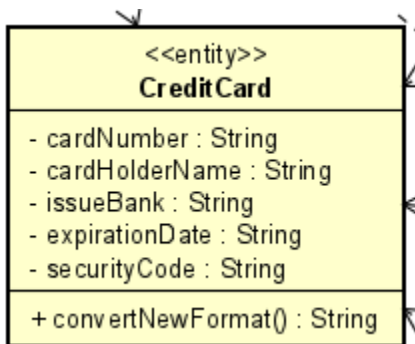 <<entity>>
CreditCard
- cardNumber : String
- cardHolderName : String
- issueBank : String
- expirationDate : String
- securityCode : String
+ convertNewFormat() : String